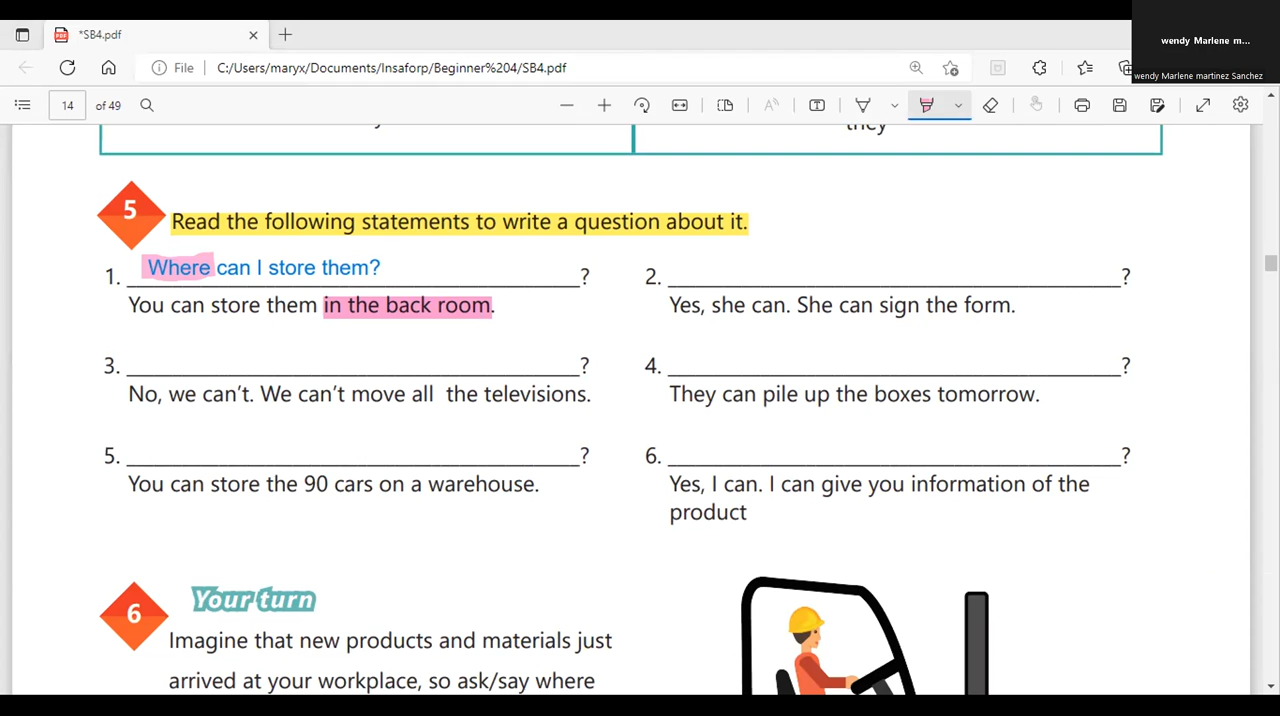 wendy Marlene m...
wendy Marlene martinez Sanchez
*SB4.pdf
File C:/Users/maryx/Documents/Insaforp/Beginner%204/SB4.pdf
14 of 49
they
5 Read the following statements to write a question about it.
1. Where can I store them? ?
You can store them in the back room.
2. ?
Yes, she can. She can sign the form.
3. ?
No, we can't. We can't move all the televisions.
4. ?
They can pile up the boxes tomorrow.
5. ?
You can store the 90 cars on a warehouse.
6. ?
Yes, I can. I can give you information of the
product
6 Your turn
Imagine that new products and materials just
arrived at your workplace, so ask/say where